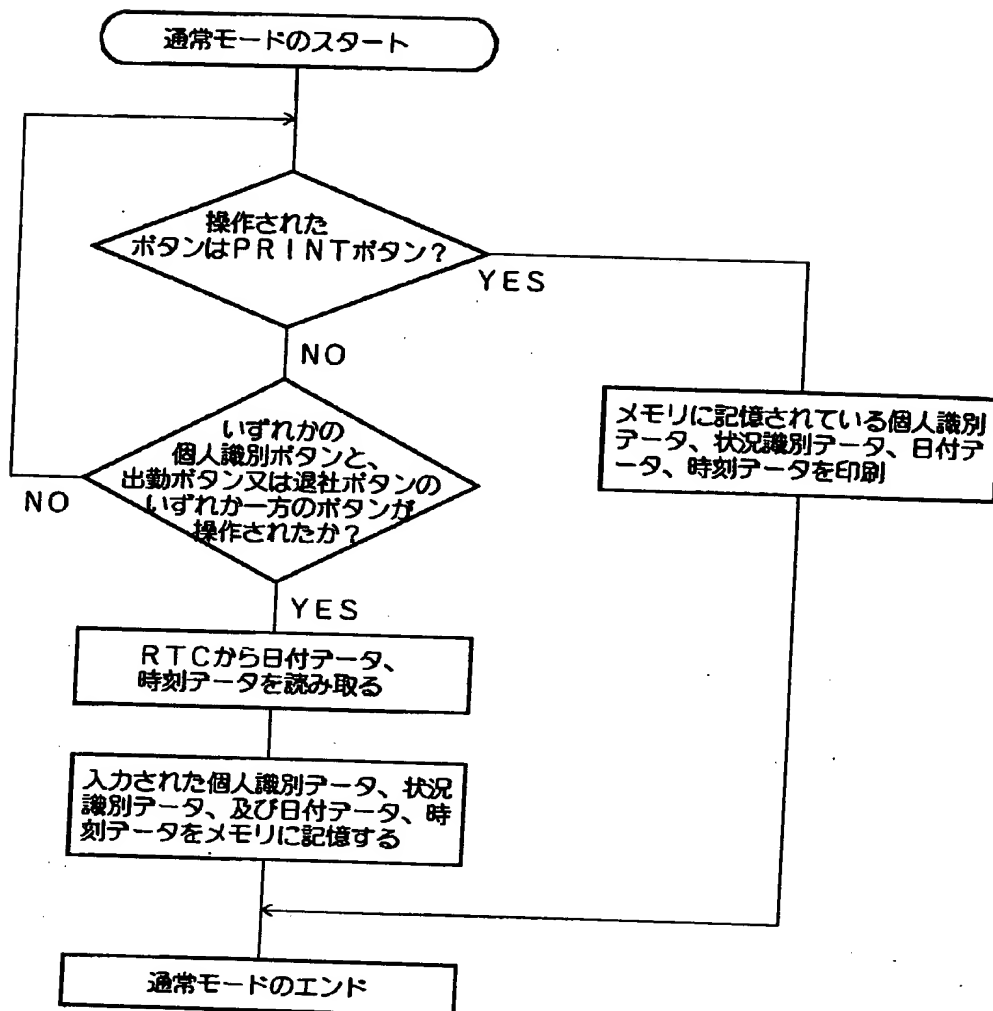 通常モードのスタート
操作された
ボタンはPRINTボタン？
YES
NO
メモリに記憶されている個人識別
データ、状況識別データ、日付デ
ータ、時刻データを印刷
いずれかの
個人識別ボタンと、
出勤ボタン又は退社ボタンの
いずれか一方のボタンが
操作されたか？
NO
YES
RTCから日付データ、
時刻データを読み取る
入力された個人識別データ、状況
識別データ、及び日付データ、時
刻データをメモリに記憶する
通常モードのエンド